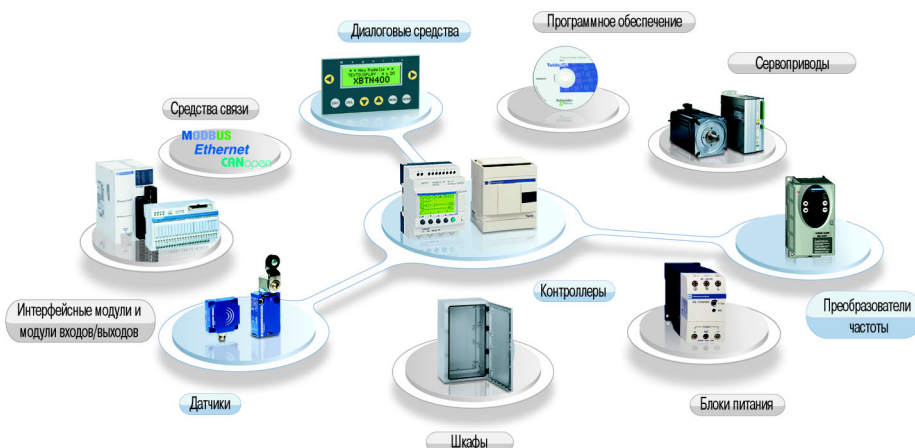 Диалоговые средства
Программное обеспечение
Сервоприводы
Средства связи
MODBUS
Ethernet
CANopen
XBTN400
Контроллеры
Интерфейсные модули и
модули входов/выходов
Преобразователи
частоты
Датчики
Блоки питания
Шкафы